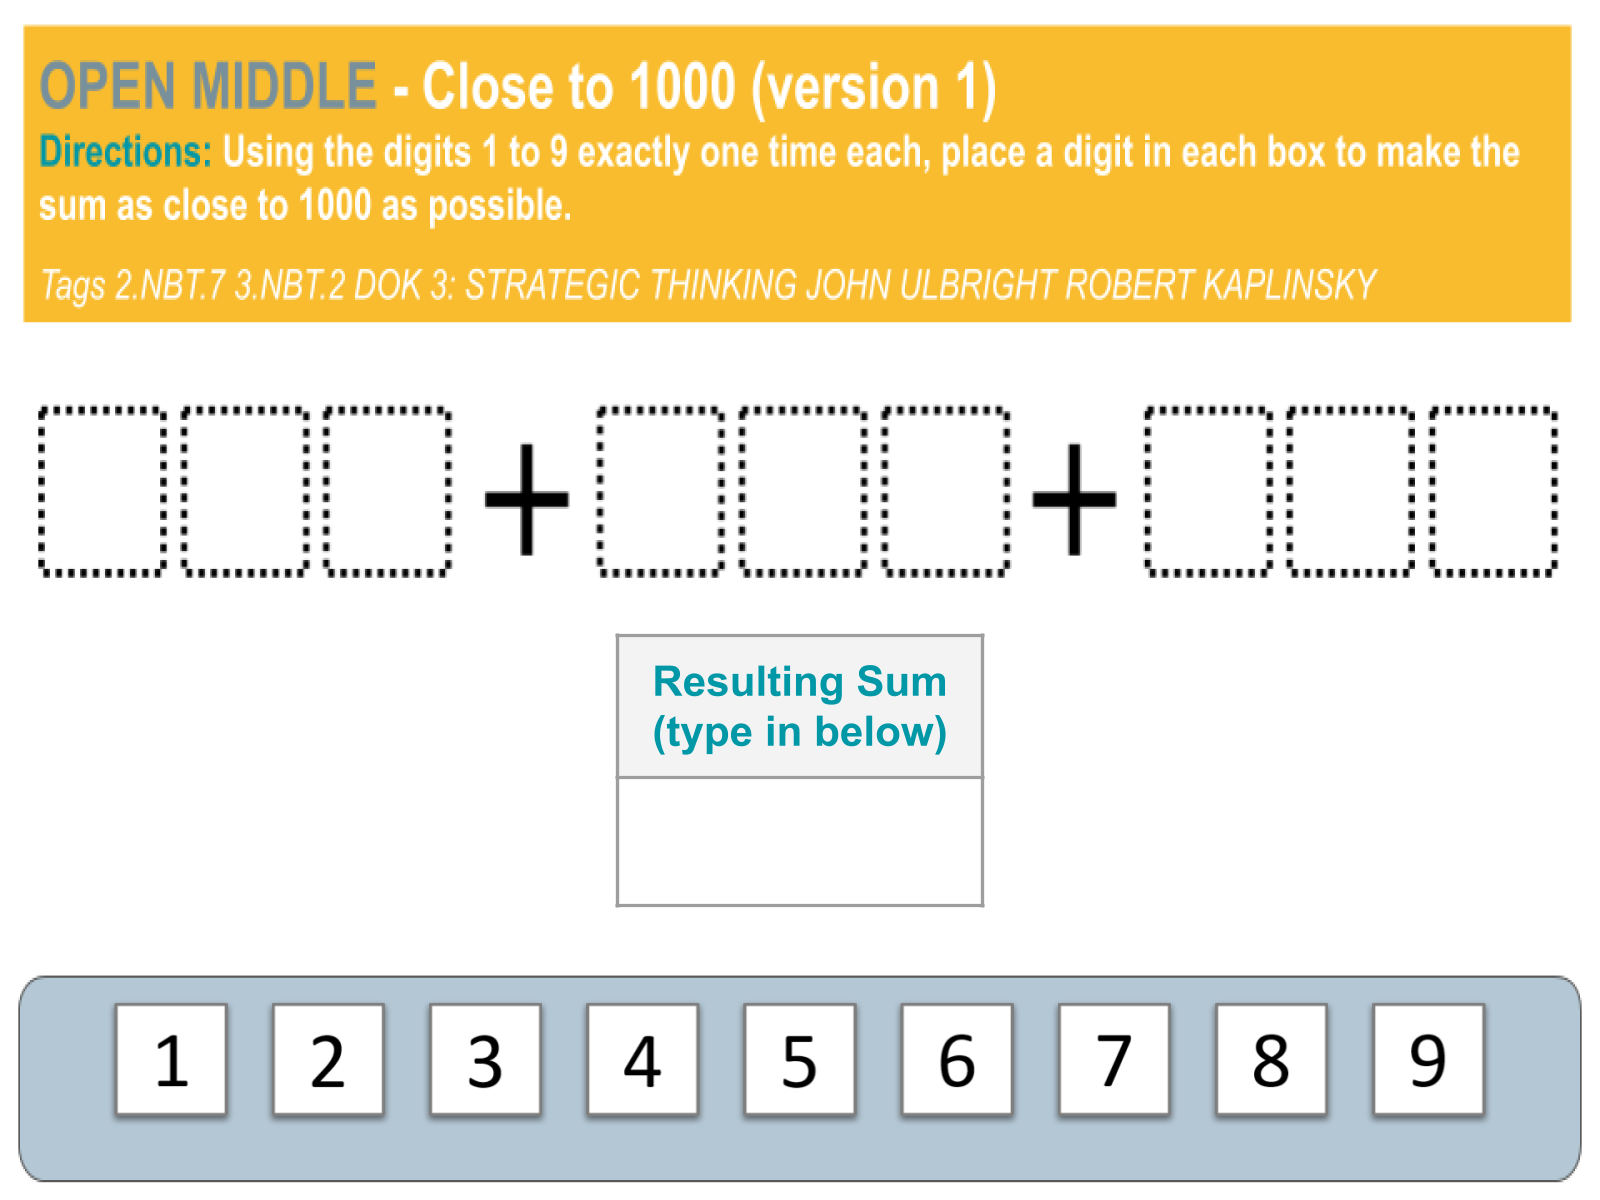 OPEN MIDDLE - Close to 1000 (version 1)
Directions: Using the digits 1 to 9 exactly one time each, place a digit in each box to make the
sum as close to 1000 as possible.
Tags 2.NBT.7 3.NBT.2 DOK 3: STRATEGIC THINKING JOHN ULBRIGHT ROBERT KAPLINSKY
+ +
Resulting Sum
(type in below)
1 2 3 4 5 6 7 8 9